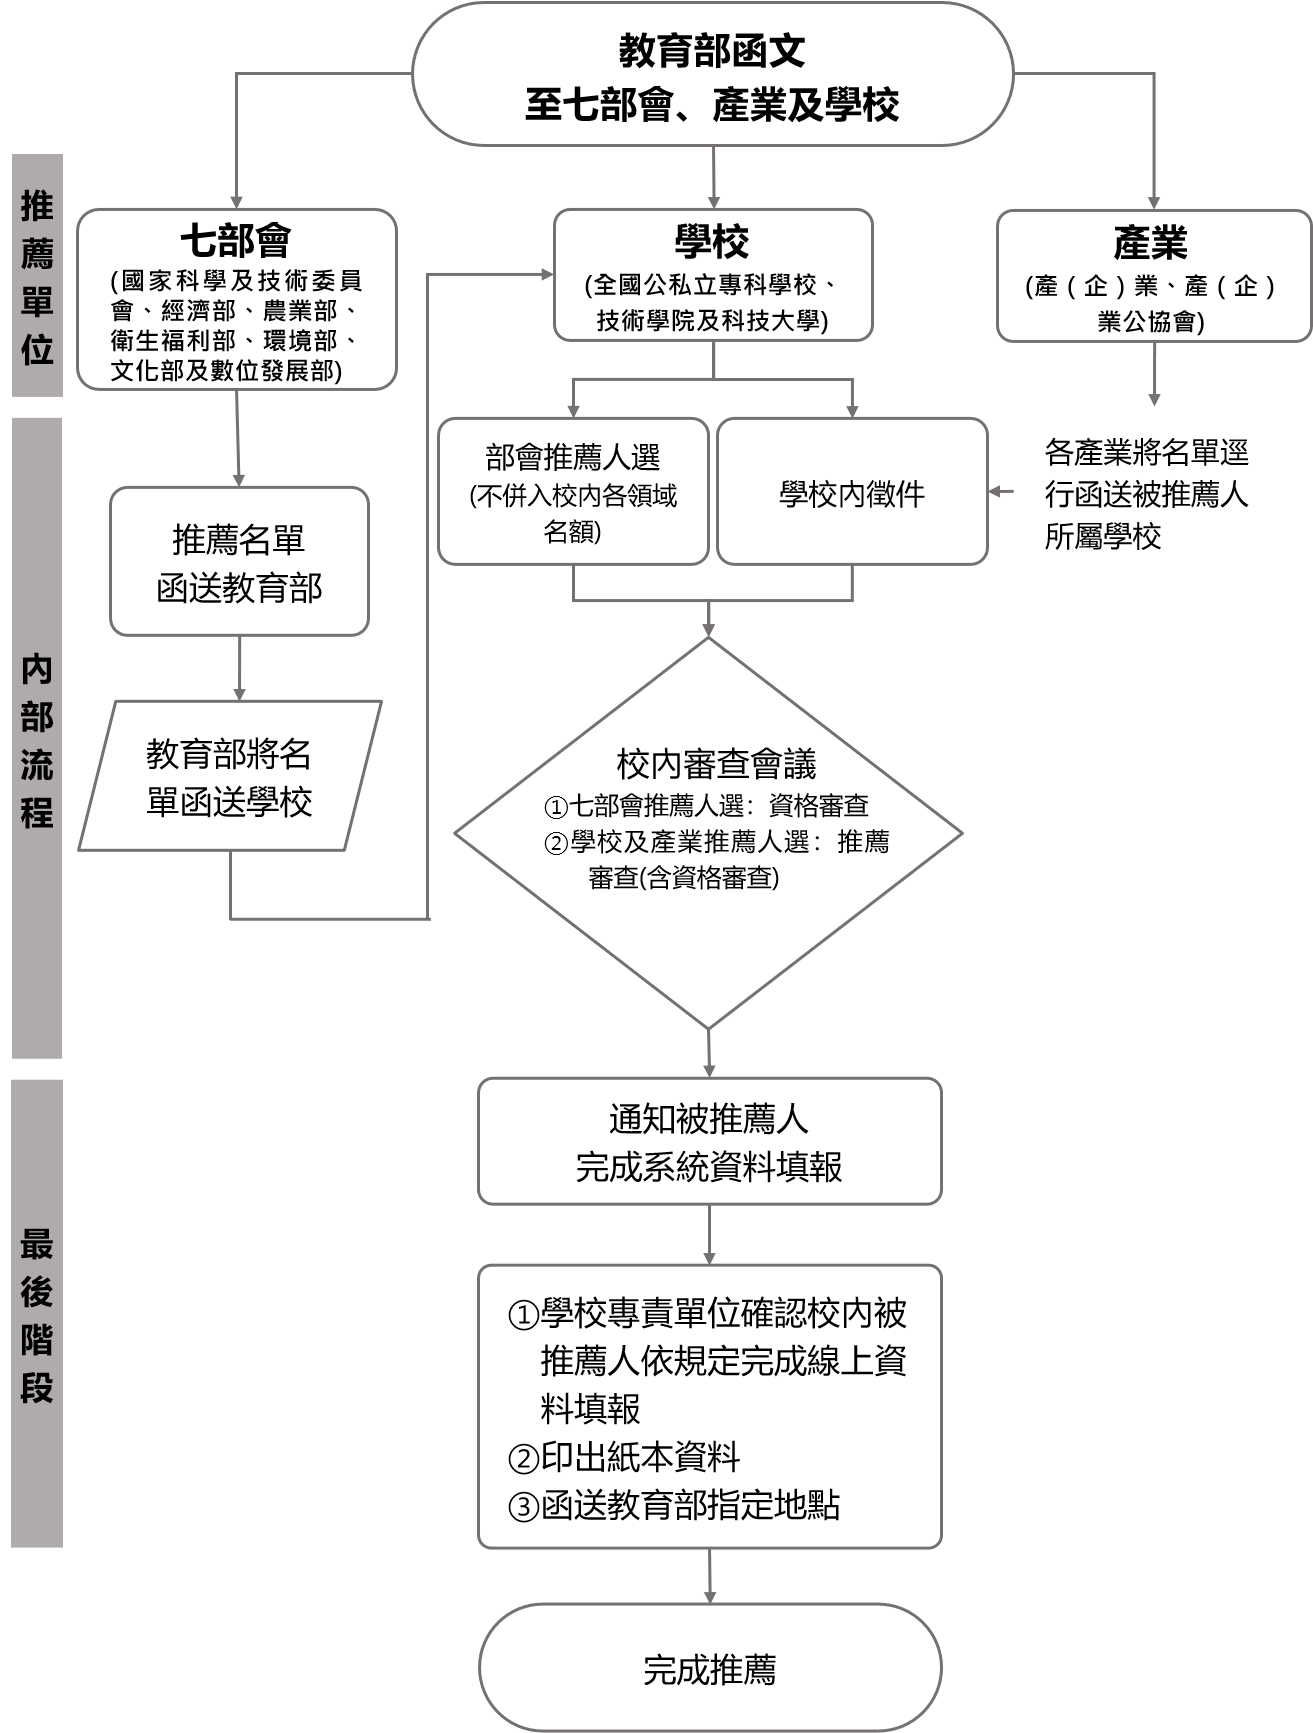 教育部函文
至七部會、產業及學校
推
薦
單
位
七部會
(國家科學及技術委員
會、經濟部、農業部、
衛生福利部、環境部、
文化部及數位發展部)
學校
(全國公私立專科學校、
技術學院及科技大學)
產業
(產（企）業、產（企）
業公協會)
內
部
流
程
推薦名單
函送教育部
教育部將名
單函送學校
部會推薦人選
(不併入校內各領域
名額)
學校內徵件
各產業將名單逕
行函送被推薦人
所屬學校
校內審查會議
①七部會推薦人選：資格審查
②學校及產業推薦人選：推薦
審查(含資格審查)
最
後
階
段
通知被推薦人
完成系統資料填報
①學校專責單位確認校內被
推薦人依規定完成線上資
料填報
②印出紙本資料
③函送教育部指定地點
完成推薦